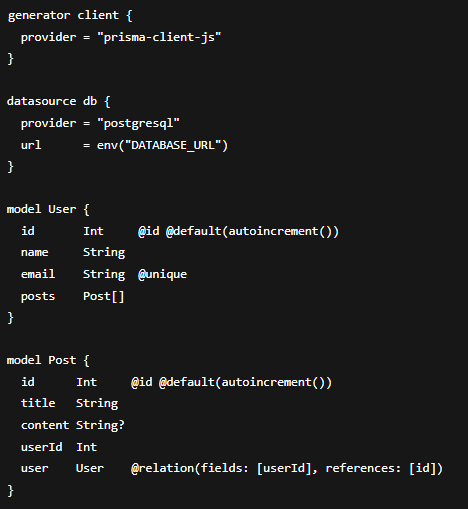 generator client {
  provider = "prisma-client-js"
}

datasource db {
  provider = "postgresql"
  url      = env("DATABASE_URL")
}

model User {
  id       Int     @id @default(autoincrement())
  name     String
  email    String  @unique
  posts    Post[]
}

model Post {
  id      Int     @id @default(autoincrement())
  title   String
  content String?
  userId  Int
  user    User    @relation(fields: [userId], references: [id])
}